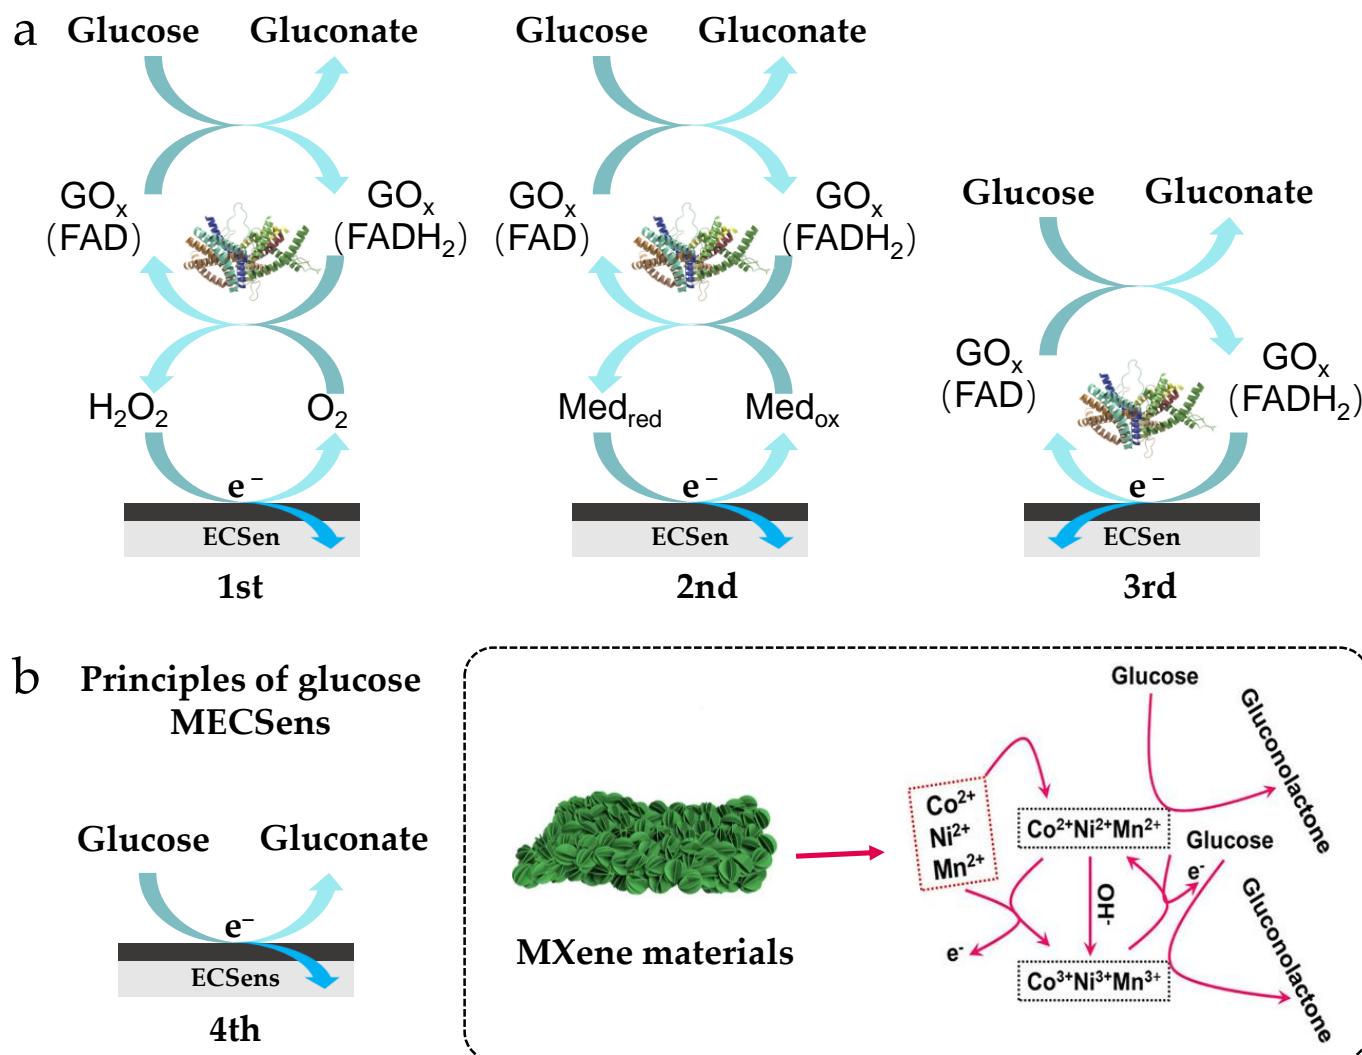 a
Glucose
Gluconate
GOₓ
(FAD)
GOₓ
(FADH₂)
H₂O₂
O₂
e⁻
ECSen
1st
Glucose
Gluconate
GOₓ
(FAD)
GOₓ
(FADH₂)
Med_red
Med_ox
e⁻
ECSen
2nd
Glucose
Gluconate
GOₓ
(FAD)
GOₓ
(FADH₂)
e⁻
ECSen
3rd
b
Principles of glucose
MECSens
Glucose
Gluconate
e⁻
ECSens
4th
MXene materials
Co²⁺
Ni²⁺
Mn²⁺
Glucose
Gluconolactone
Co²⁺Ni²⁺Mn²⁺
Glucose
e⁻
OH⁻
e⁻
Co³⁺Ni³⁺Mn³⁺
Gluconolactone